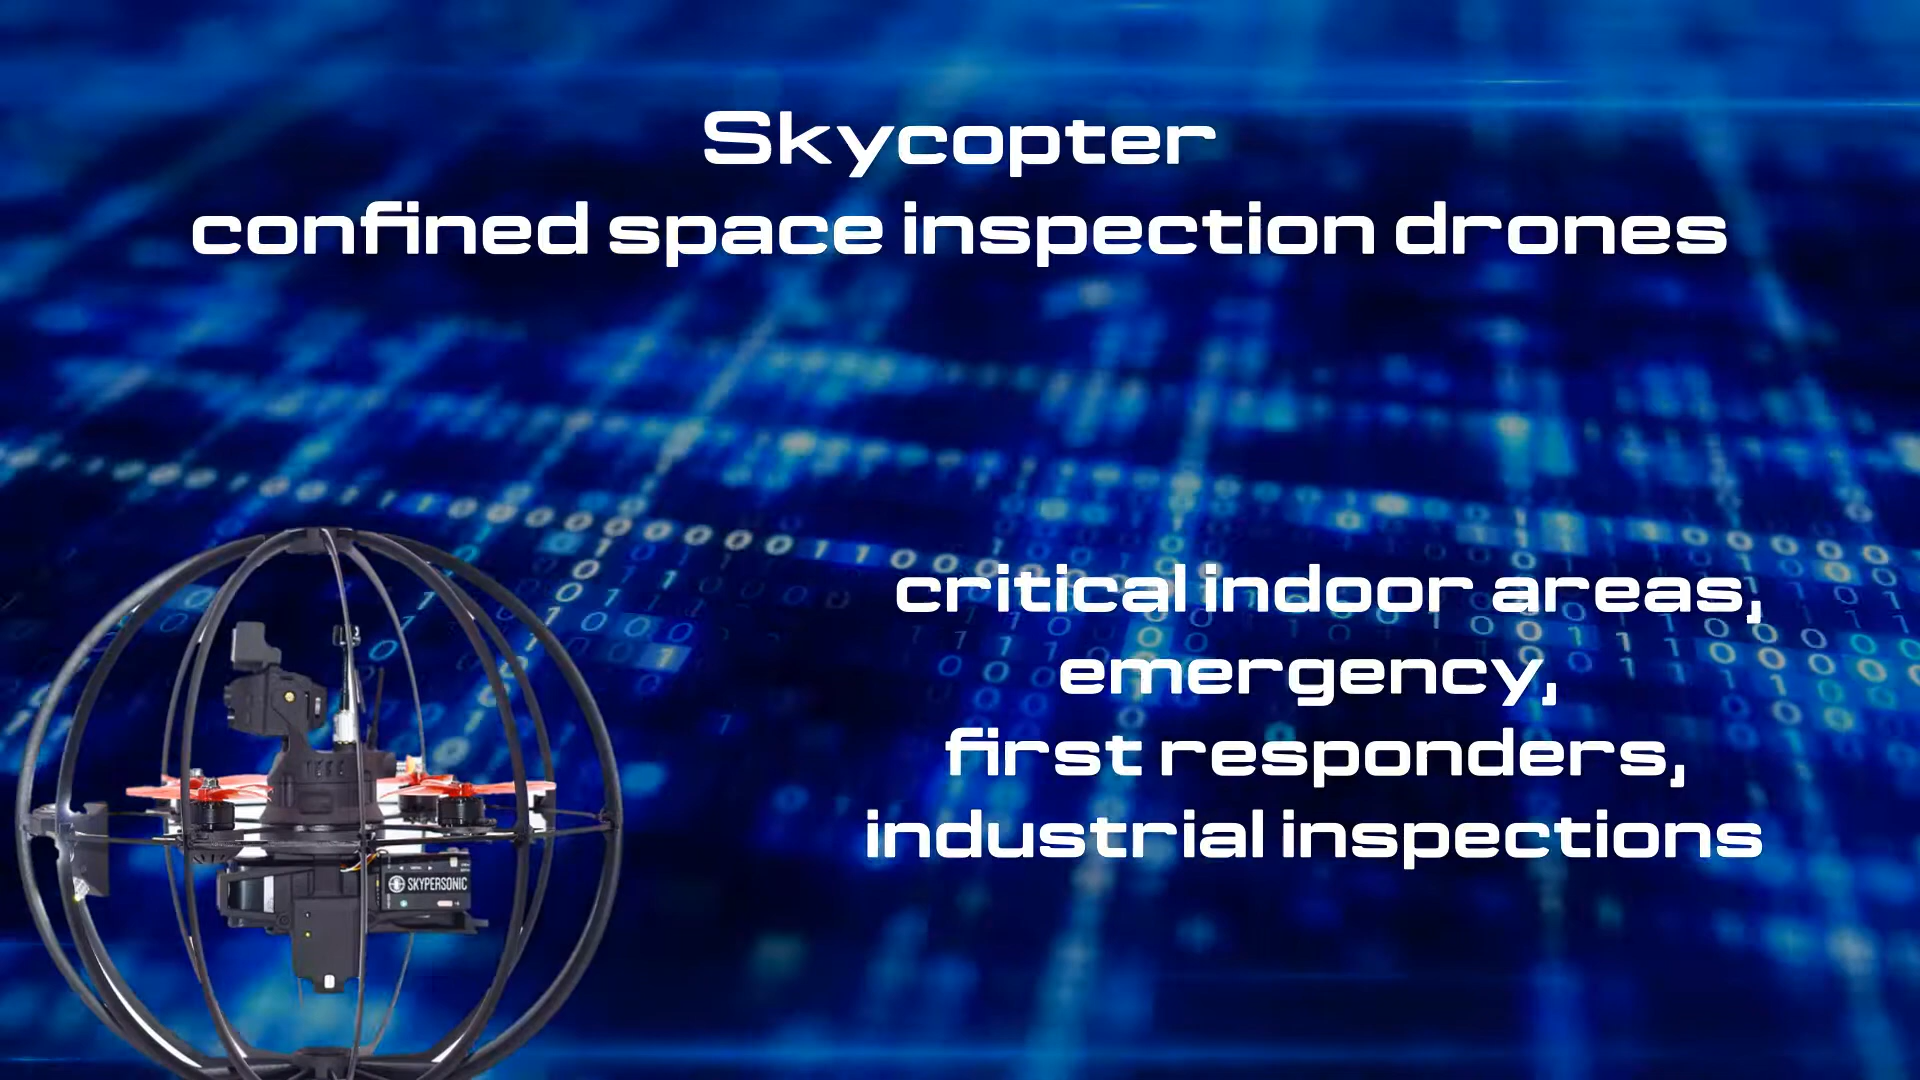 Skycopter
confined space inspection drones
critical indoor areas,
emergency,
first responders,
industrial inspections
SKYPERSONIC